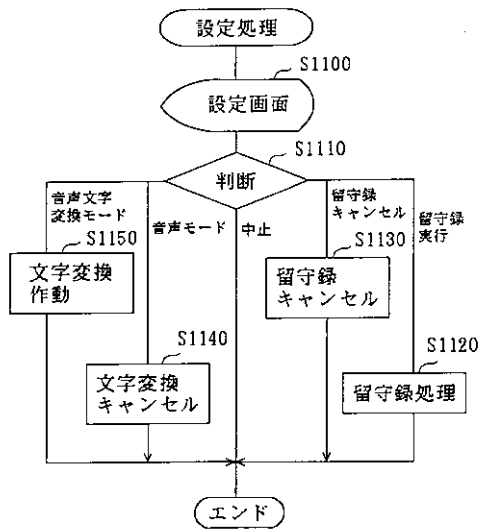 設定処理
S1100
設定画面
S1110
判断
音声文字
変換モード
音声モード
中止
留守録
キャンセル
留守録
実行
S1150
文字変換
作動
S1130
留守録
キャンセル
S1140
文字変換
キャンセル
S1120
留守録処理
エンド